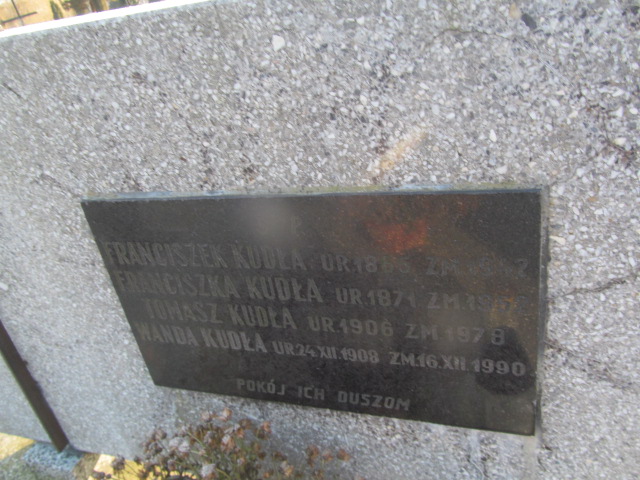 FRANCISZEK KUDŁA UR. ZM.
FRANCISZKA KUDŁA UR.1871 ZM.
TOMASZ KUDŁA UR.1906 ZM.1978
WANDA KUDŁA UR.24 XII.1908 ZM.16.XII.1990
POKÓJ ICH DUSZOM